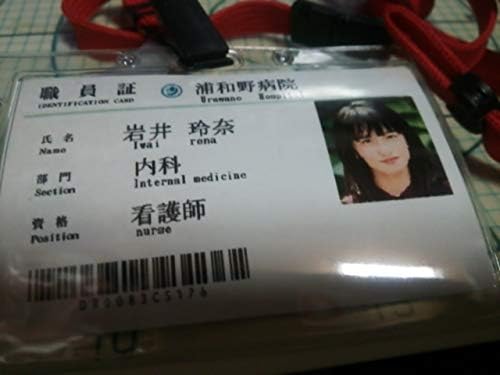 職員証 浦和野病院
IDENTIFICATION CARD Urawano Hospital
氏名 岩井 玲奈
Name Iwai rena
部門 内科
Section Internal medicine
資格 看護師
Position nurse